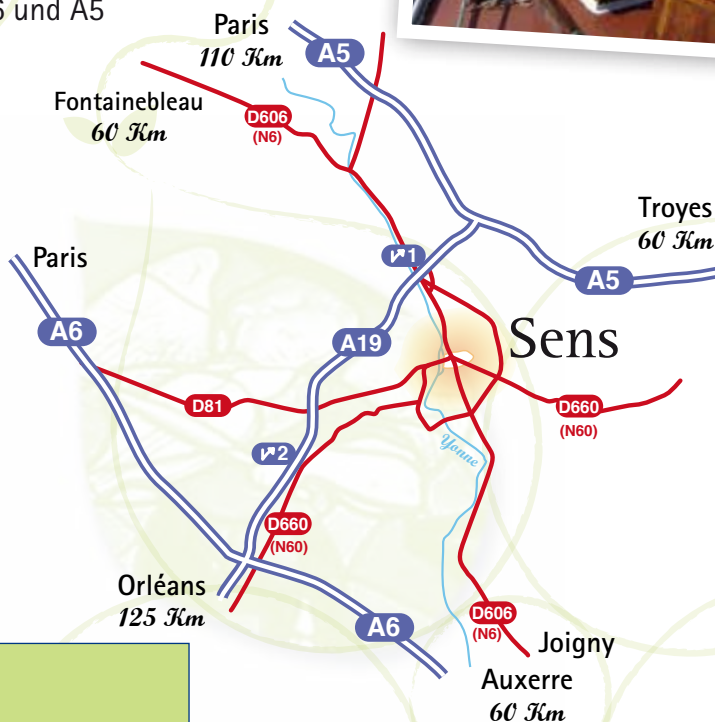 6 und A5
Paris
110 Km
A5
Fontainebleau
60 Km
D606
(N6)
Troyes
60 Km
Paris
1
A5
A6
A19
Sens
D81
D660
(N60)
2
Yonne
D660
(N60)
Orléans
125 Km
A6
D606
(N6)
Joigny
Auxerre
60 Km